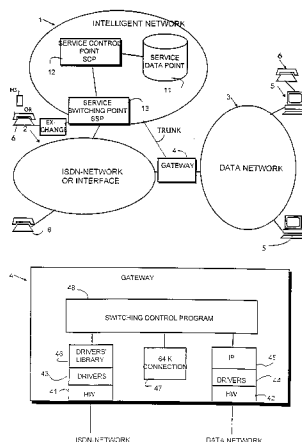 1
INTELLIGENT NETWORK
SERVICE CONTROL
POINT
SCP
12
SERVICE
DATA POINT
11
SERVICE
SWITCHING POINT
SSP
13
HS
OR
7
2
EX-
CHANGE
6
TRUNK
3
6
5
4
GATEWAY
ISDN-NETWORK
OR INTERFACE
DATA NETWORK
6
5
4
GATEWAY
48
SWITCHING CONTROL PROGRAM
46
DRIVERS'
LIBRARY
43
DRIVERS
41
HW
64 K
CONNECTION
47
IP
45
DRIVERS
44
HW
42
ISDN-NETWORK
DATA NETWORK